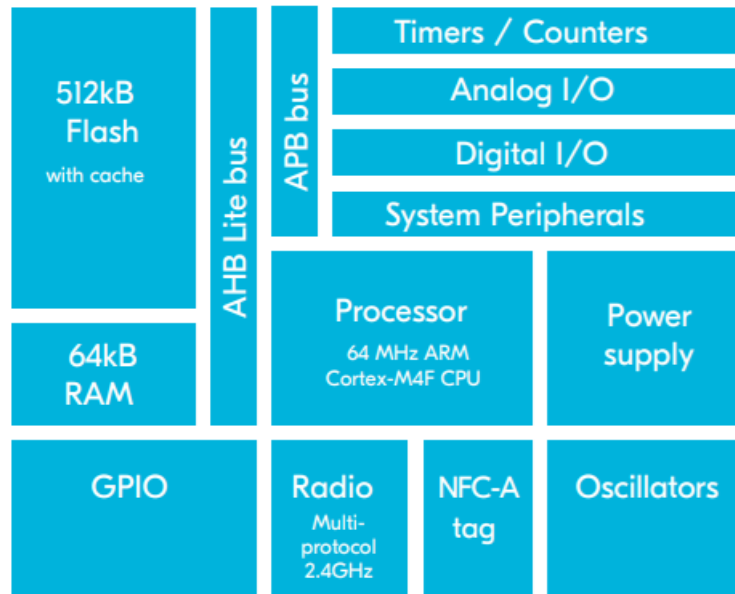 512kB
Flash
with cache
64kB
RAM
AHB Lite bus
APB bus
Timers / Counters
Analog I/O
Digital I/O
System Peripherals
Processor
64 MHz ARM
Cortex-M4F CPU
Power
supply
GPIO
Radio
Multi-
protocol
2.4GHz
NFC-A
tag
Oscillators